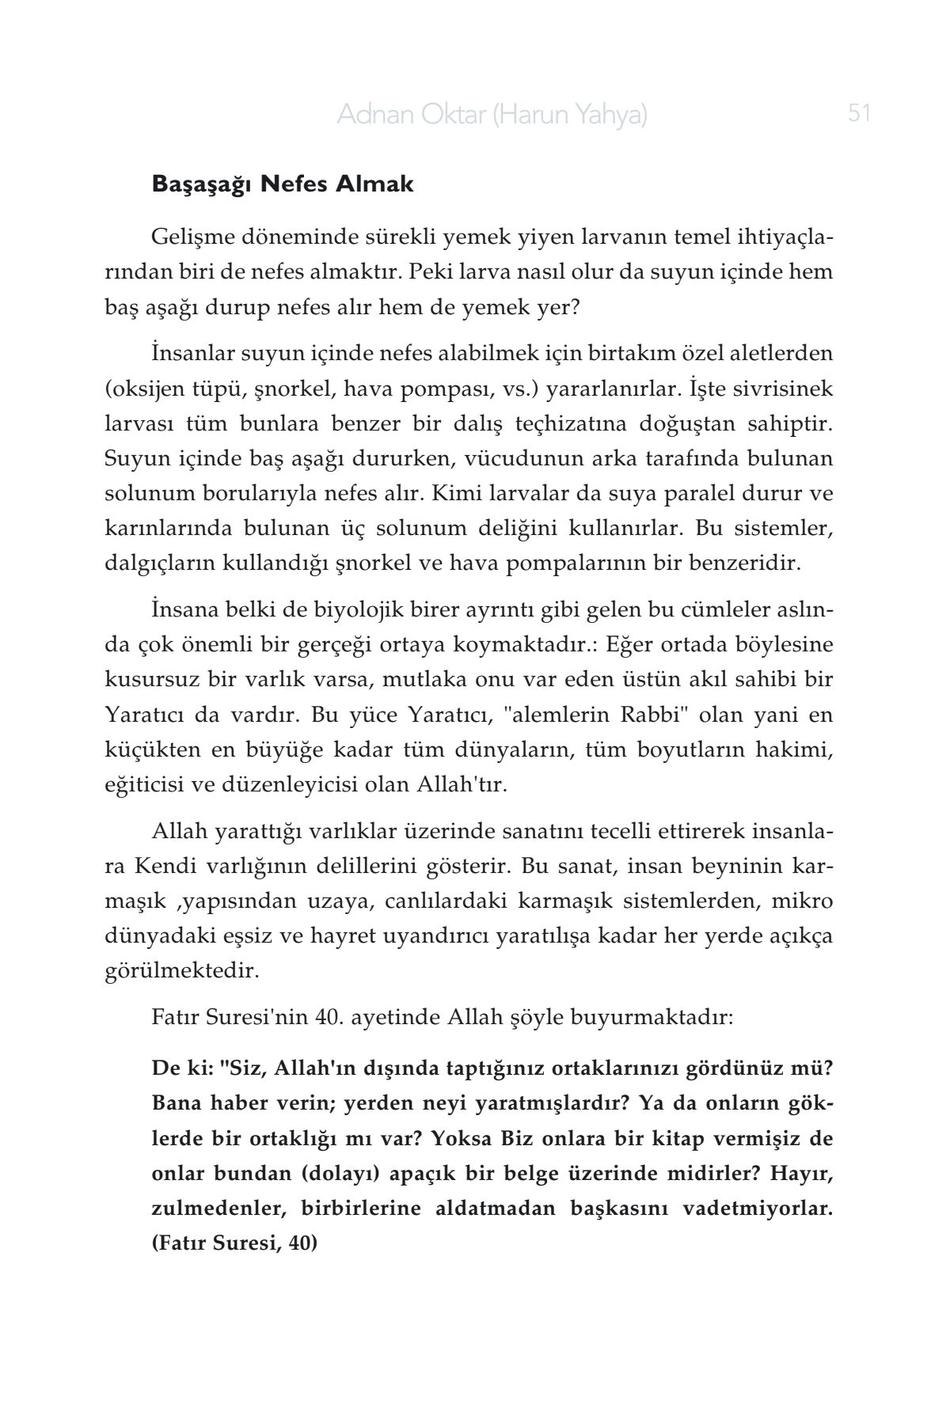 Adnan Oktar (Harun Yahya)
51
Başaşağı Nefes Almak
Gelişme döneminde sürekli yemek yiyen larvanın temel ihtiyaçla-
rından biri de nefes almaktır. Peki larva nasıl olur da suyun içinde hem
baş aşağı durup nefes alır hem de yemek yer?
İnsanlar suyun içinde nefes alabilmek için birtakım özel aletlerden
(oksijen tüpü, şnorkel, hava pompası, vs.) yararlanırlar. İşte sivrisinek
larvası tüm bunlara benzer bir dalış teçhizatına doğuştan sahiptir.
Suyun içinde baş aşağı dururken, vücudunun arka tarafında bulunan
solunum borularıyla nefes alır. Kimi larvalar da suya paralel durur ve
karınlarında bulunan üç solunum deliğini kullanırlar. Bu sistemler,
dalgıçların kullandığı şnorkel ve hava pompalarının bir benzeridir.
İnsana belki de biyolojik birer ayrıntı gibi gelen bu cümleler aslın-
da çok önemli bir gerçeği ortaya koymaktadır.: Eğer ortada böylesine
kusursuz bir varlık varsa, mutlaka onu var eden üstün akıl sahibi bir
Yaratıcı da vardır. Bu yüce Yaratıcı, "alemlerin Rabbi" olan yani en
küçükten en büyüğe kadar tüm dünyaların, tüm boyutların hakimi,
eğiticisi ve düzenleyicisi olan Allah'tır.
Allah yarattığı varlıklar üzerinde sanatını tecelli ettirerek insanla-
ra Kendi varlığının delillerini gösterir. Bu sanat, insan beyninin kar-
maşık ,yapısından uzaya, canlılardaki karmaşık sistemlerden, mikro
dünyadaki eşsiz ve hayret uyandırıcı yaratılışa kadar her yerde açıkça
görülmektedir.
Fatır Suresi'nin 40. ayetinde Allah şöyle buyurmaktadır:
De ki: "Siz, Allah'ın dışında taptığınız ortaklarınızı gördünüz mü?
Bana haber verin; yerden neyi yaratmışlardır? Ya da onların gök-
lerde bir ortaklığı mı var? Yoksa Biz onlara bir kitap vermişiz de
onlar bundan (dolayı) apaçık bir belge üzerinde midirler? Hayır,
zulmedenler, birbirlerine aldatmadan başkasını vadetmiyorlar.
(Fatır Suresi, 40)